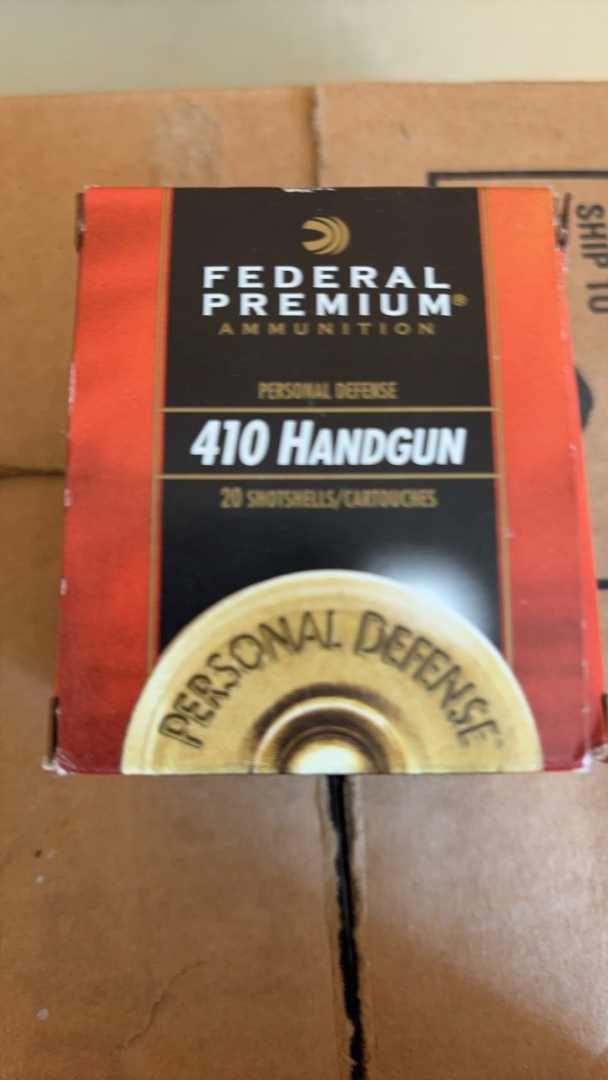 FEDERAL
PREMIUM®
AMMUNITION
PERSONAL DEFENSE
410 HANDGUN
20 SHOTSHELLS/CARTOUCHES
PERSONAL DEFENSE
SHIP TO